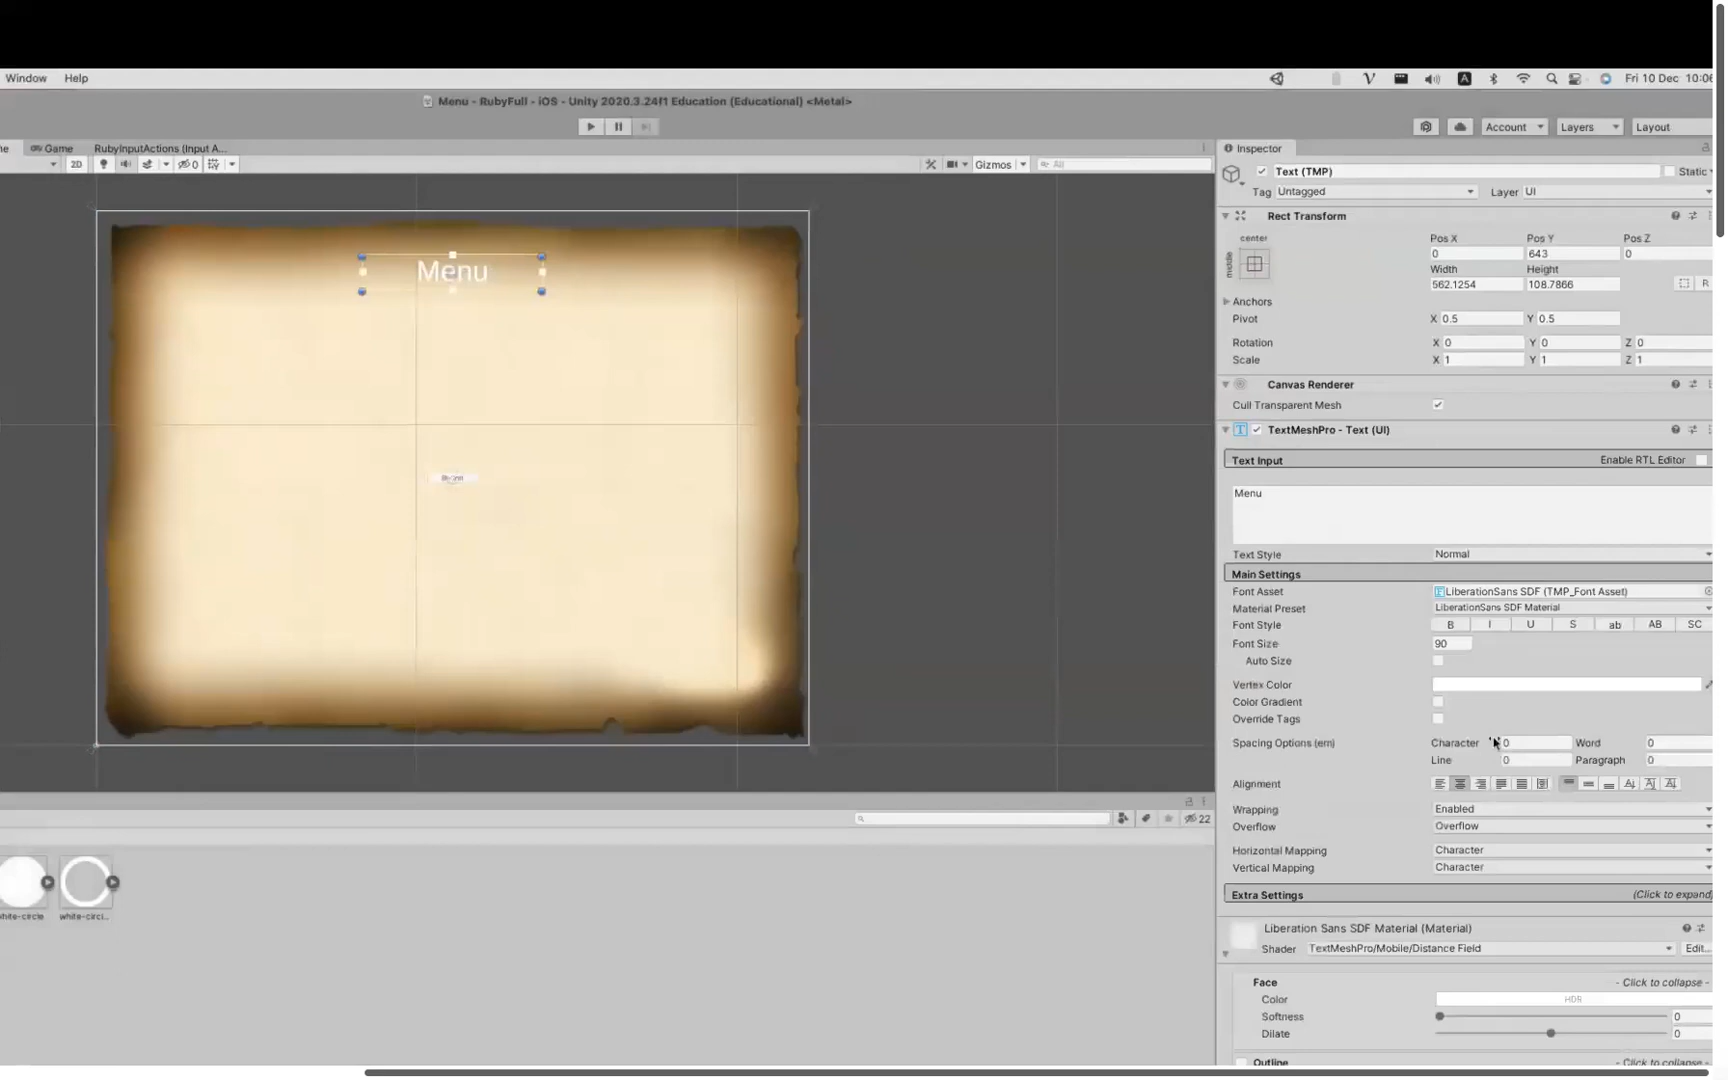 Window Help
Fri 10 Dec 10:06
Menu - RubyFull - iOS - Unity 2020.3.24f1 Education (Educational) <Metal>
Account Layers Layout
Game RubyInputActions (Input A...
2D 0 Gizmos All
Inspector
Text (TMP) Static
Tag Untagged Layer UI
Rect Transform
center
middle
Pos X Pos Y Pos Z
0 643 0
Width Height
562.1254 108.7866 R
Anchors
Pivot X 0.5 Y 0.5
Rotation X 0 Y 0 Z 0
Scale X 1 Y 1 Z 1
Canvas Renderer
Cull Transparent Mesh
TextMeshPro - Text (UI)
Text Input Enable RTL Editor
Menu
Text Style Normal
Main Settings
Font Asset LiberationSans SDF (TMP_Font Asset)
Material Preset LiberationSans SDF Material
Font Style B I U S ab AB SC
Font Size 90
Auto Size
Vertex Color
Color Gradient
Override Tags
Spacing Options (em) Character 0 Word 0
Line 0 Paragraph 0
Alignment
Wrapping Enabled
Overflow Overflow
Horizontal Mapping Character
Vertical Mapping Character
Extra Settings (Click to expand)
Liberation Sans SDF Material (Material)
Shader TextMeshPro/Mobile/Distance Field Edit...
Face - Click to collapse -
Color HDR
Softness 0
Dilate 0
Outline - Click to collapse -
Menu
22
white-circle white-circl...